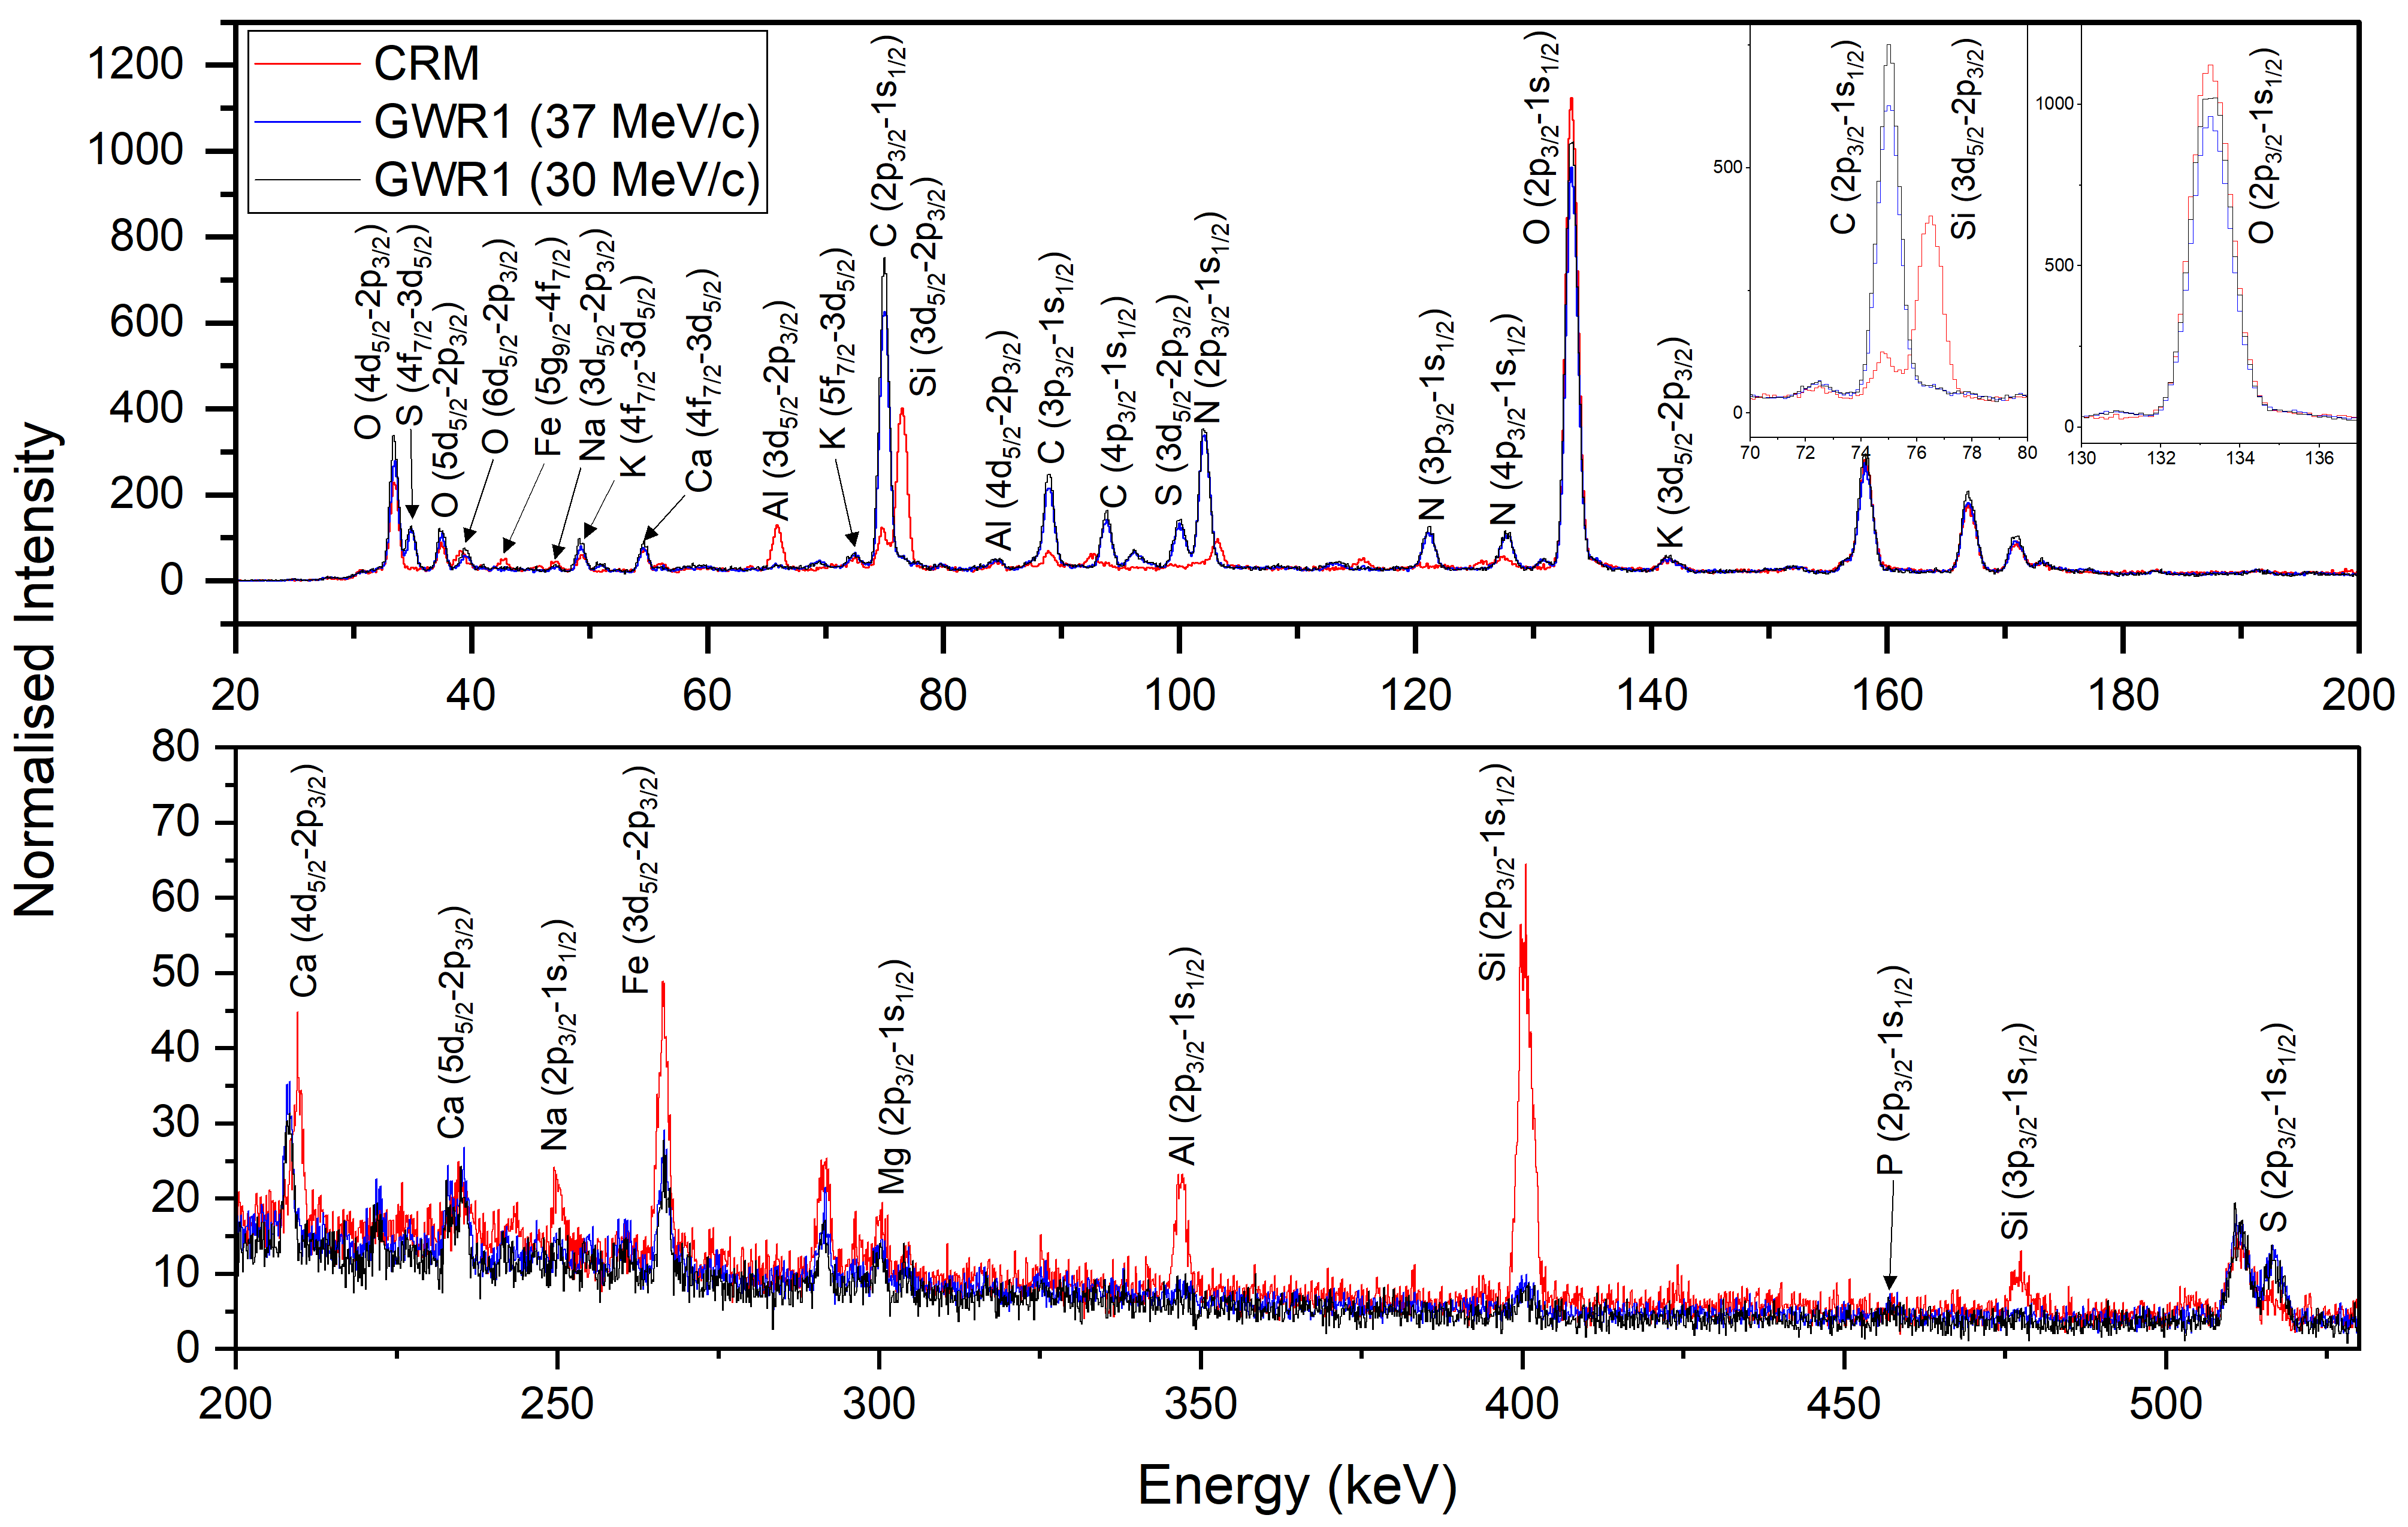 Normalised Intensity
1200
1000
800
600
400
200
0
CRM
GWR1 (37 MeV/c)
GWR1 (30 MeV/c)
O (4d5/2-2p3/2)
S (4f7/2-3d5/2)
O (5d5/2-2p3/2)
O (6d5/2-2p3/2)
Fe (5g9/2-4f7/2)
Na (3d5/2-2p3/2)
K (4f7/2-3d5/2)
Ca (4f7/2-3d5/2)
Al (3d5/2-2p3/2)
K (5f7/2-3d5/2)
C (2p3/2-1s1/2)
Si (3d5/2-2p3/2)
Al (4d5/2-2p3/2)
C (3p3/2-1s1/2)
C (4p3/2-1s1/2)
S (3d5/2-2p3/2)
N (2p3/2-1s1/2)
N (3p3/2-1s1/2)
N (4p3/2-1s1/2)
O (2p3/2-1s1/2)
K (3d5/2-2p3/2)
500
0
C (2p3/2-1s1/2)
Si (3d5/2-2p3/2)
70 72 74 76 78 80
1000
500
0
O (2p3/2-1s1/2)
130 132 134 136
20 40 60 80 100 120 140 160 180 200
80
70
60
50
40
30
20
10
0
Ca (4d5/2-2p3/2)
Ca (5d5/2-2p3/2)
Na (2p3/2-1s1/2)
Fe (3d5/2-2p3/2)
Mg (2p3/2-1s1/2)
Al (2p3/2-1s1/2)
Si (2p3/2-1s1/2)
P (2p3/2-1s1/2)
Si (3p3/2-1s1/2)
S (2p3/2-1s1/2)
200 250 300 350 400 450 500
Energy (keV)